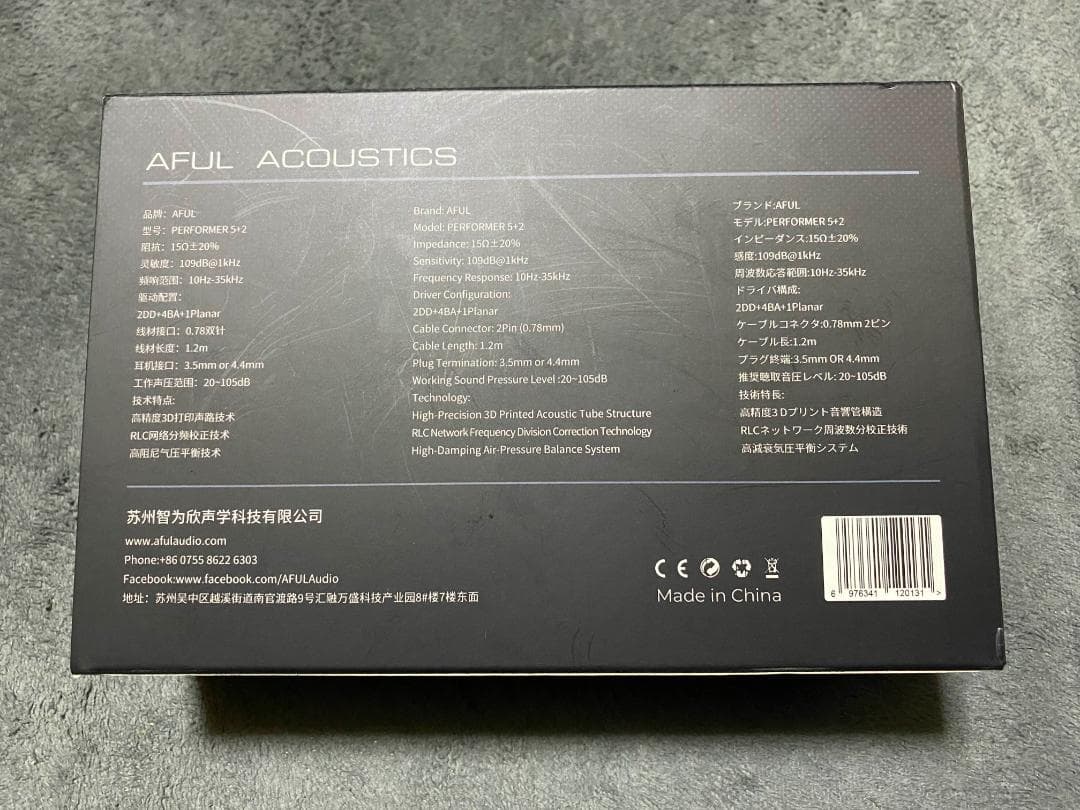 AFUL ACOUSTICS
品牌：AFUL
型号：PERFORMER 5+2
阻抗：15Ω±20%
灵敏度：109dB@1kHz
频响范围：10Hz-35kHz
驱动配置：
2DD+4BA+1Planar
线材接口：0.78双针
线材长度：1.2m
耳机接口：3.5mm or 4.4mm
工作声压范围：20~105dB
技术特点：
高精度3D打印声路技术
RLC网络分频校正技术
高阻尼气压平衡技术
Brand: AFUL
Model: PERFORMER 5+2
Impedance: 15Ω±20%
Sensitivity: 109dB@1kHz
Frequency Response: 10Hz-35kHz
Driver Configuration:
2DD+4BA+1Planar
Cable Connector: 2Pin (0.78mm)
Cable Length: 1.2m
Plug Termination: 3.5mm or 4.4mm
Working Sound Pressure Level :20~105dB
Technology:
High-Precision 3D Printed Acoustic Tube Structure
RLC Network Frequency Division Correction Technology
High-Damping Air-Pressure Balance System
ブランド:AFUL
モデル:PERFORMER 5+2
インピーダンス:15Ω±20%
感度:109dB@1kHz
周波数応答範囲:10Hz-35kHz
ドライバ構成:
2DD+4BA+1Planar
ケーブルコネクタ:0.78mm 2ピン
ケーブル長:1.2m
プラグ終端:3.5mm OR 4.4mm
推奨聴取音圧レベル: 20~105dB
技術特長:
高精度3 Dプリント音響管構造
RLCネットワーク周波数分校正技術
高減衰気圧平衡システム
苏州智为欣声学科技有限公司
www.afulaudio.com
Phone:+86 0755 8622 6303
Facebook:www.facebook.com/AFULAudio
地址：苏州吴中区越溪街道南官渡路9号汇融万盛科技产业园8#楼7楼东面
CE
Made in China
6 976341 120131 >